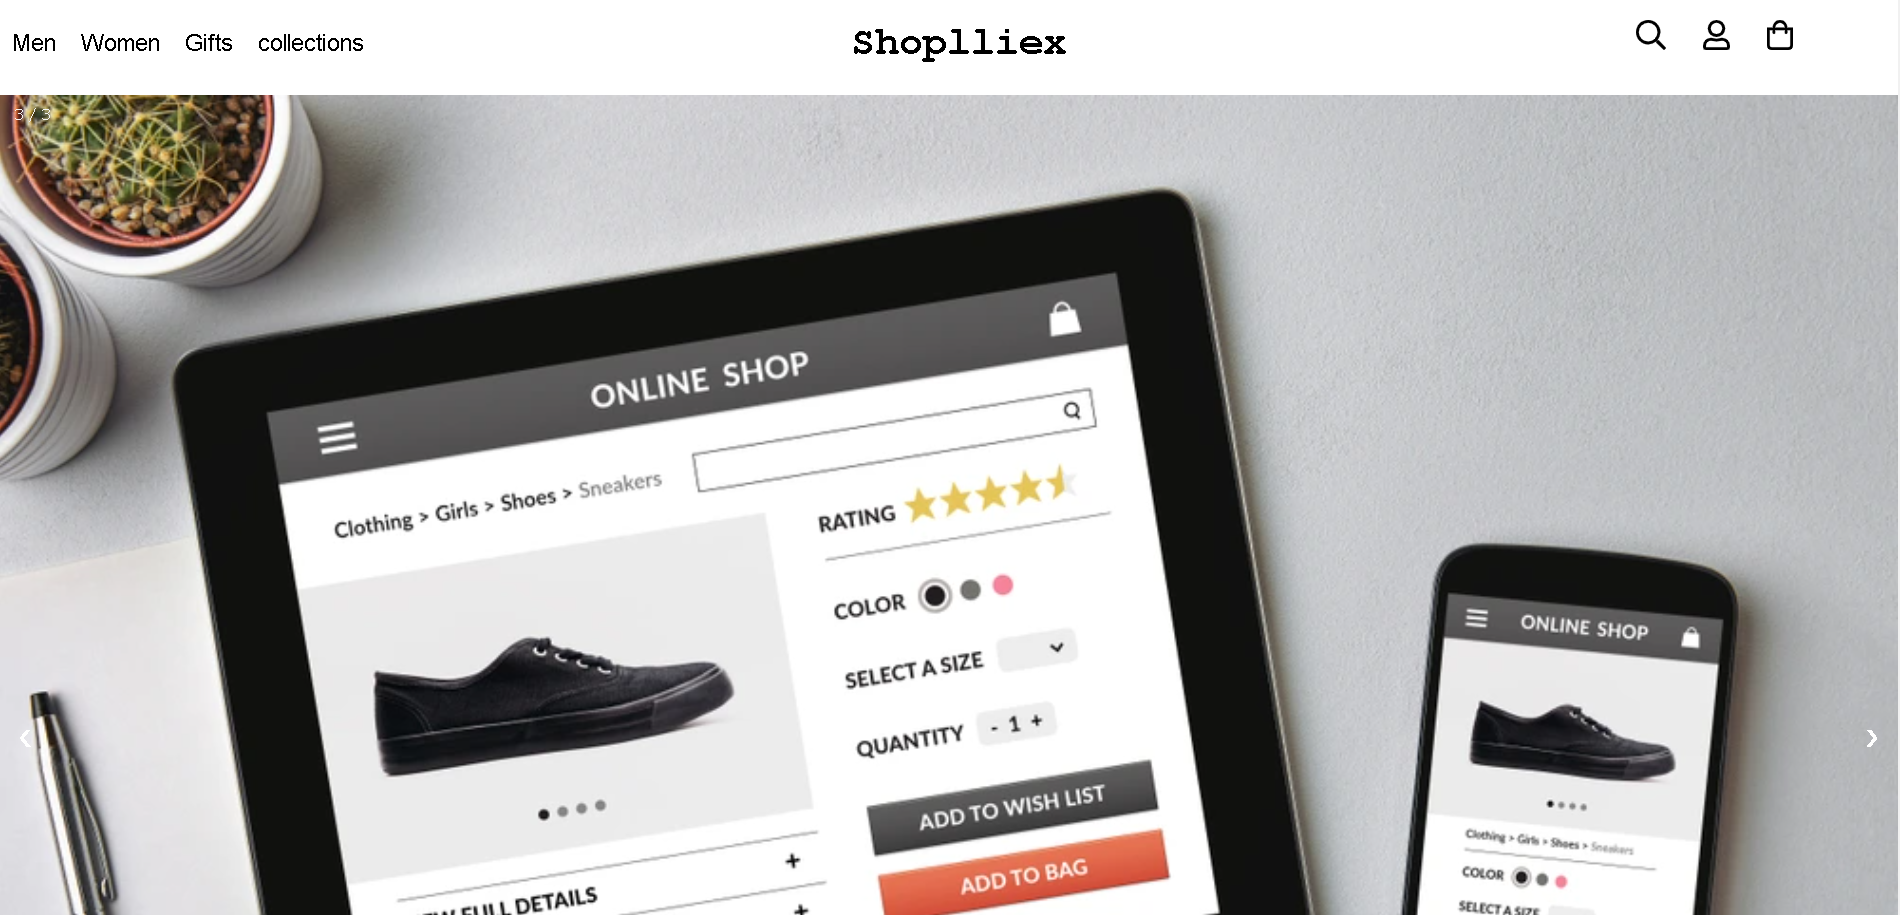 Men Women Gifts collections
Shoplliex
3 / 3
ONLINE SHOP
Clothing > Girls > Shoes > Sneakers
RATING
COLOR
SELECT A SIZE
QUANTITY - 1 +
ADD TO WISH LIST
ADD TO BAG
+
FULL DETAILS
+
ONLINE SHOP
Clothing > Girls > Shoes > Sneakers
COLOR
SELECT A SIZE